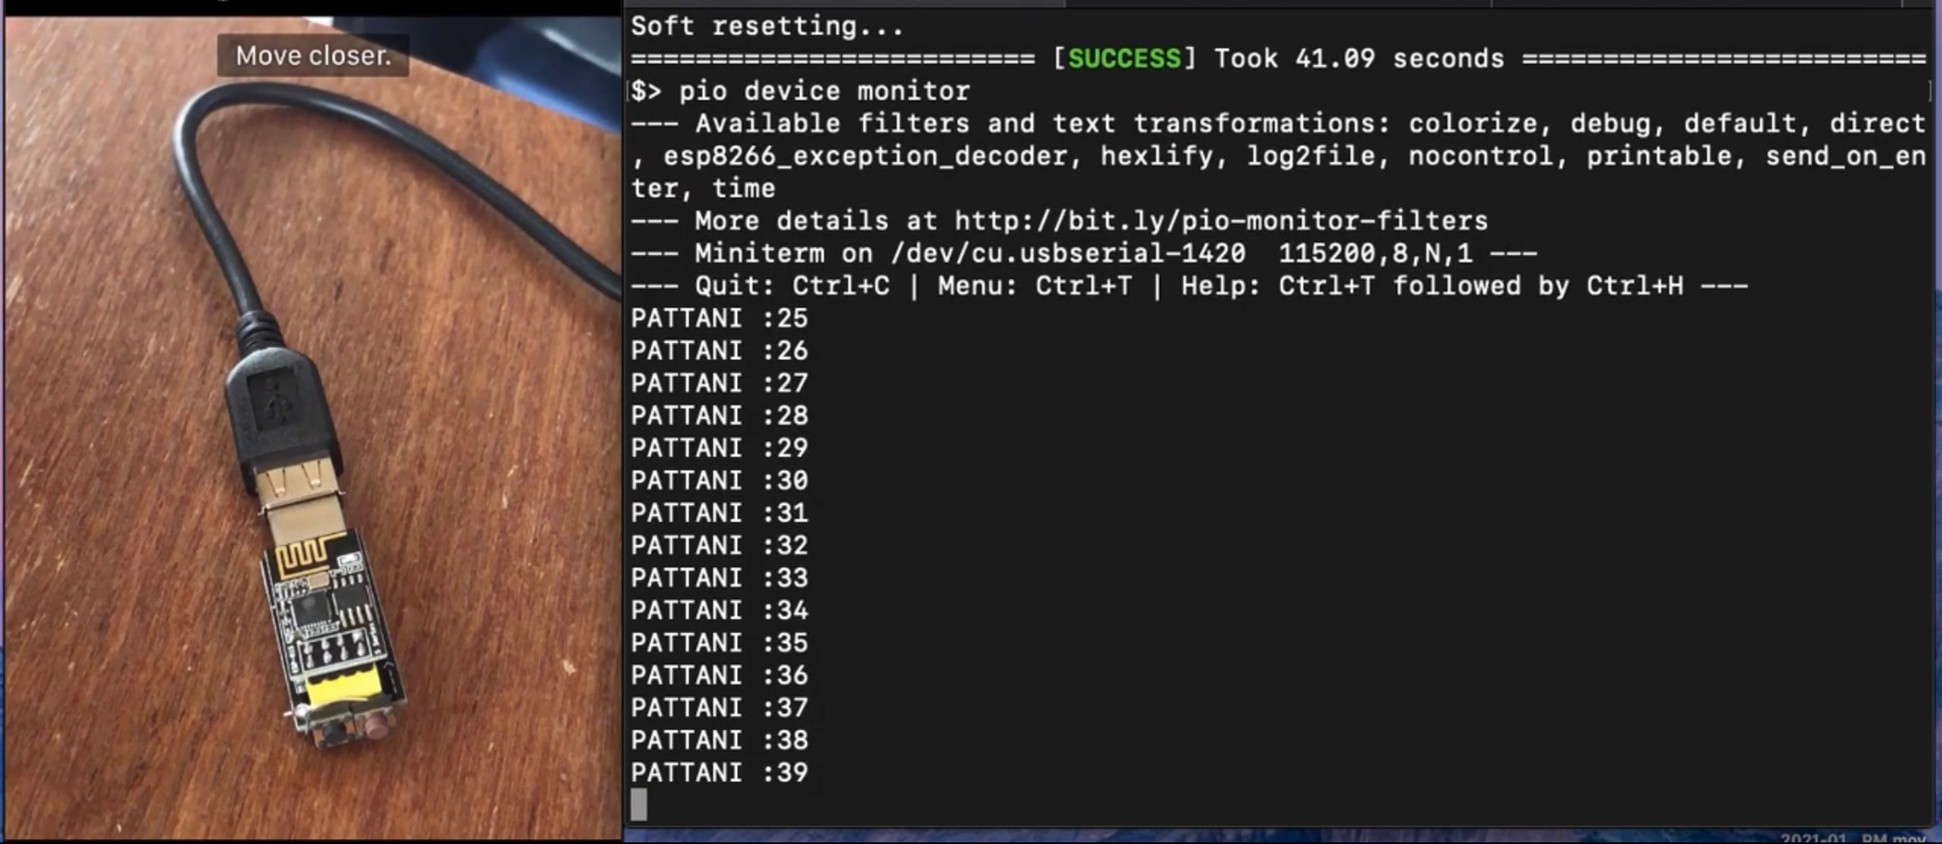 Move closer.
Soft resetting...
========================= [SUCCESS] Took 41.09 seconds =========================
$> pio device monitor
--- Available filters and text transformations: colorize, debug, default, direct
, esp8266_exception_decoder, hexlify, log2file, nocontrol, printable, send_on_en
ter, time
--- More details at http://bit.ly/pio-monitor-filters
--- Miniterm on /dev/cu.usbserial-1420  115200,8,N,1 ---
--- Quit: Ctrl+C | Menu: Ctrl+T | Help: Ctrl+T followed by Ctrl+H ---
PATTANI :25
PATTANI :26
PATTANI :27
PATTANI :28
PATTANI :29
PATTANI :30
PATTANI :31
PATTANI :32
PATTANI :33
PATTANI :34
PATTANI :35
PATTANI :36
PATTANI :37
PATTANI :38
PATTANI :39